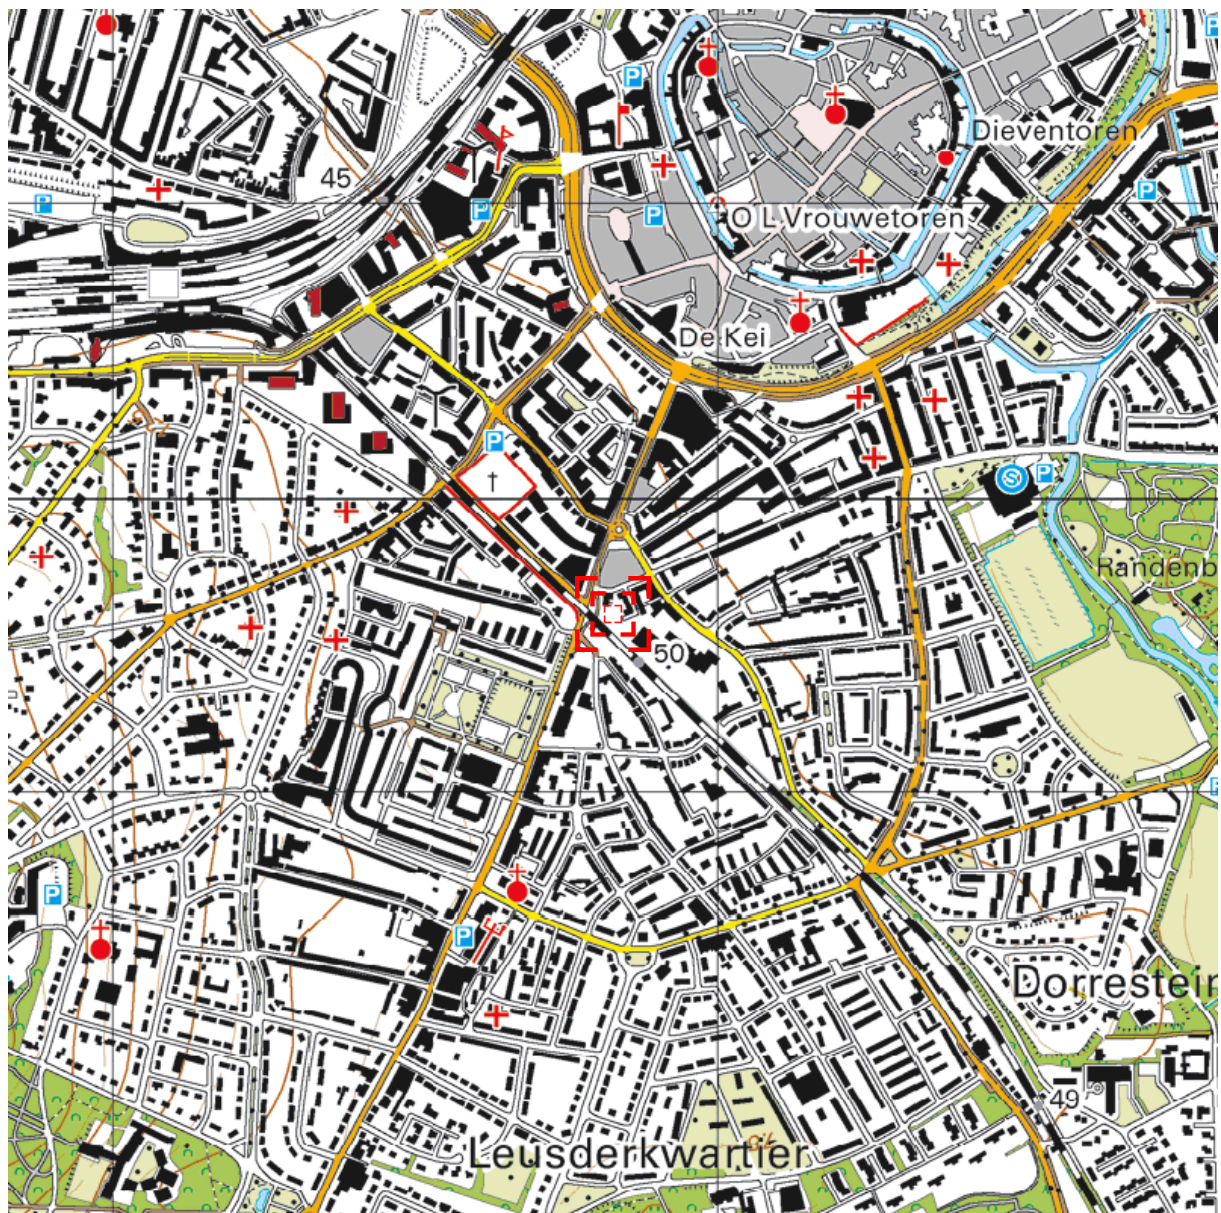 P
P
Dieventoren
45
P
P
P
P
O L Vrouwetoren
De Kei
P
S
P
Randenb
50
P
P
P
Dorrestein
49
Leusderkwartier